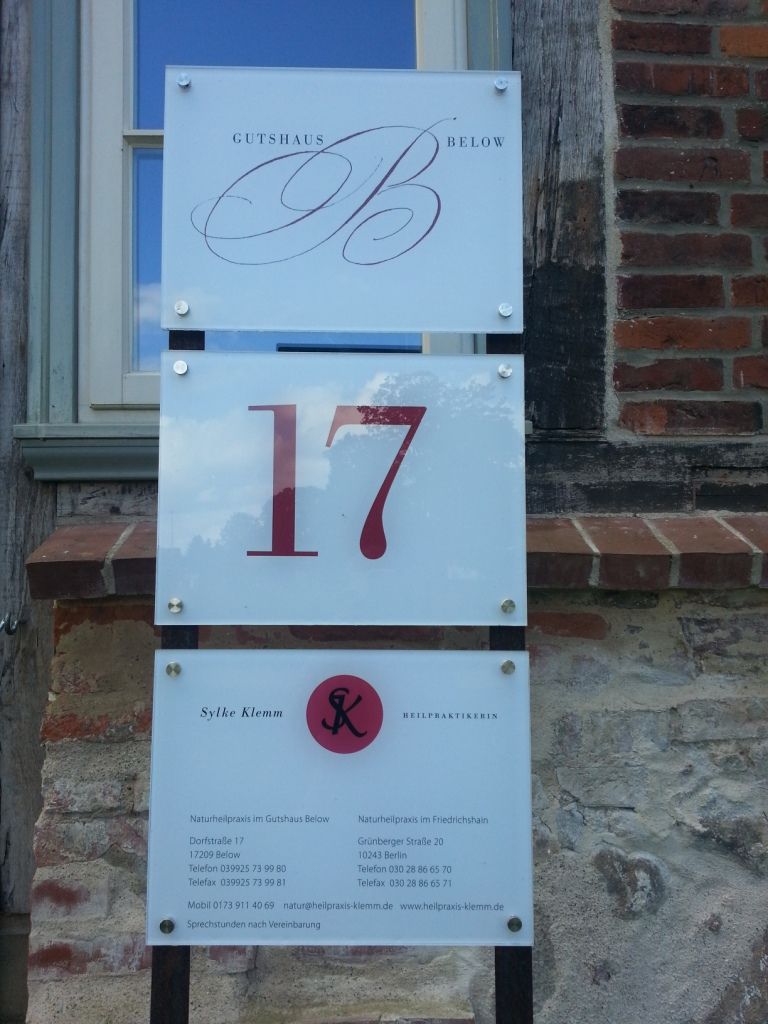 GUTSHAUS B BELOW
17
Sylke Klemm SK HEILPRAKTIKERIN
Naturheilpraxis im Gutshaus Below
Dorfstraße 17
17209 Below
Telefon 039925 73 99 80
Telefax 039925 73 99 81
Naturheilpraxis im Friedrichshain
Grünberger Straße 20
10243 Berlin
Telefon 030 28 86 65 70
Telefax 030 28 86 65 71
Mobil 0173 911 40 69 natur@heilpraxis-klemm.de www.heilpraxis-klemm.de
Sprechstunden nach Vereinbarung